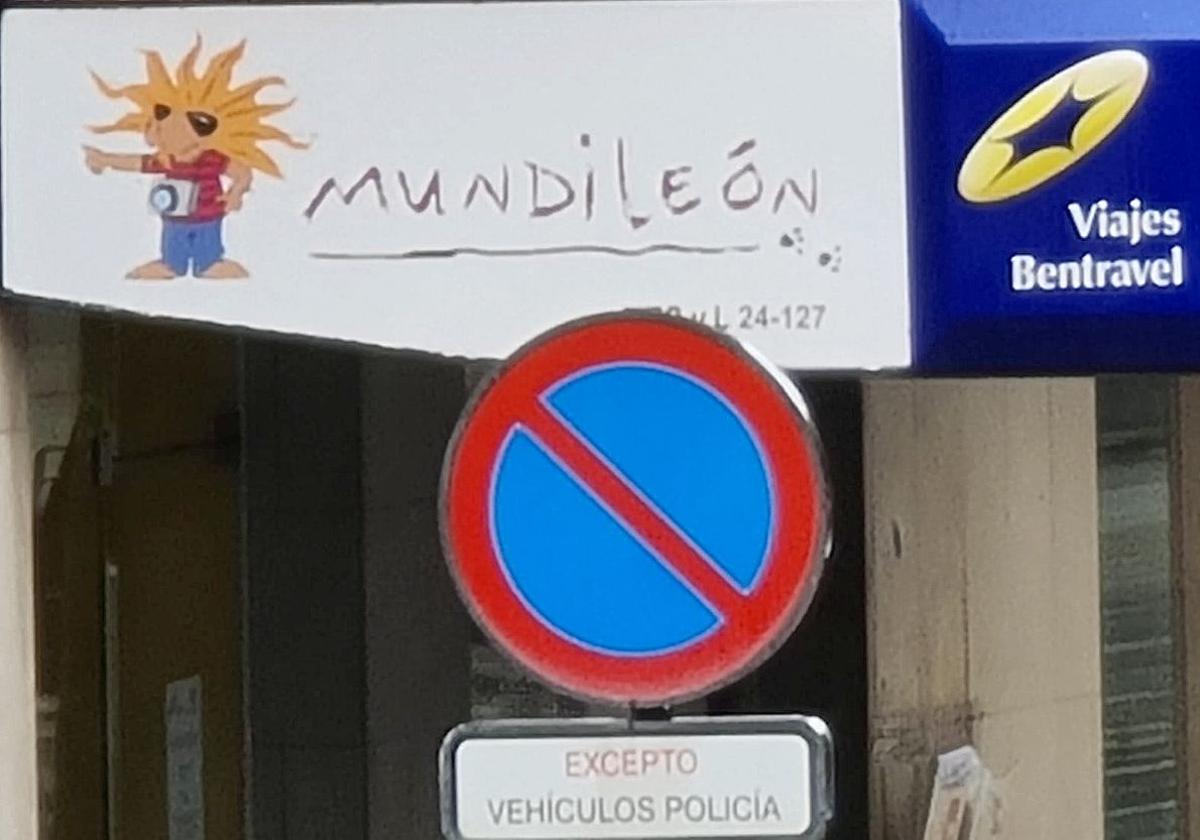 MUNDILEÓN
L 24-127
Viajes
Bentravel
EXCEPTO
VEHÍCULOS POLICÍA